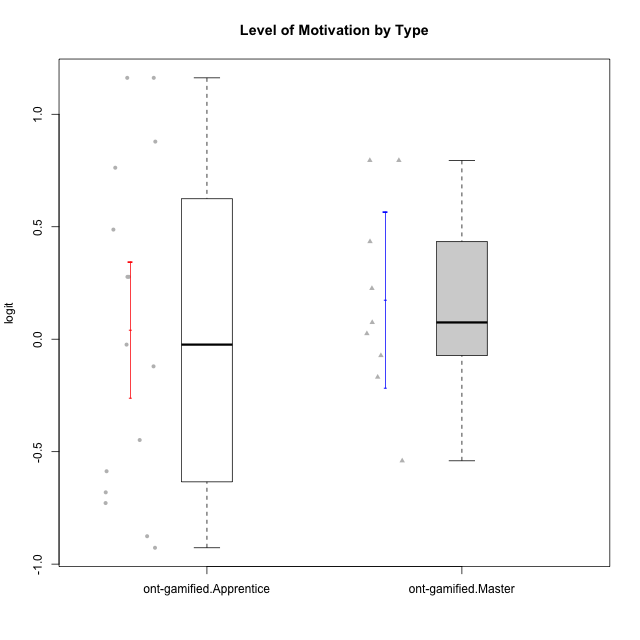 Level of Motivation by Type
logit
1.0
0.5
0.0
-0.5
-1.0
ont-gamified.Apprentice
ont-gamified.Master